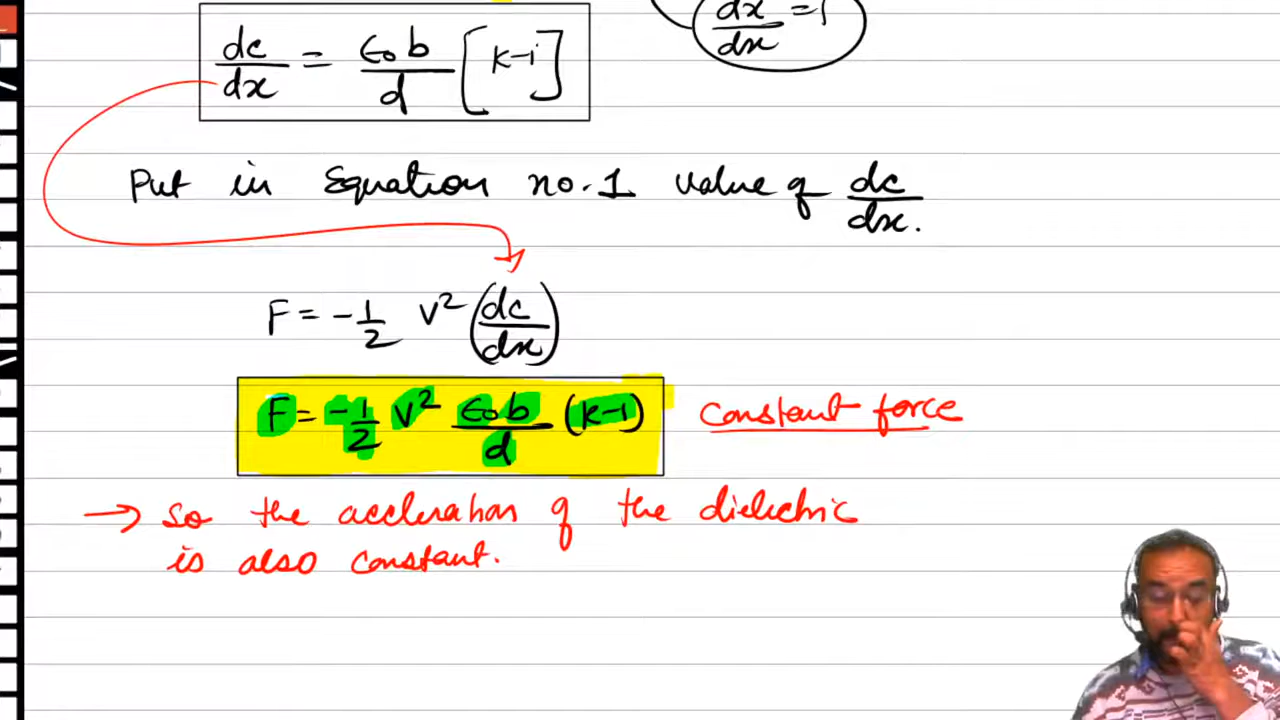 dx/dx = 1
dc/dx = ϵ₀b/d [k-1]
Put in Equation no.1 value of dc/dx.
F = -1/2 V² (dc/dx)
F = -1/2 V² ϵ₀b/d (k-1) constant force
→ So the accleration of the dielectric
is also constant.